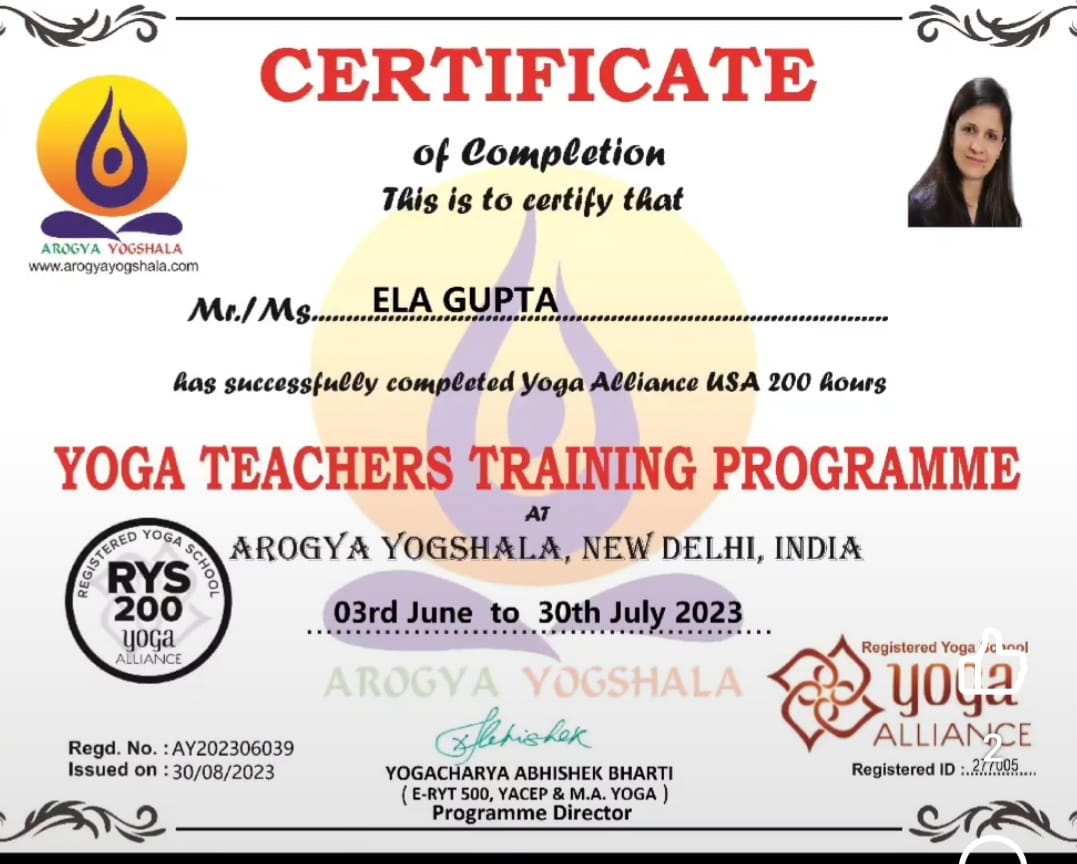 CERTIFICATE
of Completion
This is to certify that
AROGYA YOGSHALA
www.arogyayogshala.com
Mr./Ms.......ELA GUPTA.......
has successfully completed Yoga Alliance USA 200 hours
YOGA TEACHERS TRAINING PROGRAMME
AT
AROGYA YOGSHALA, NEW DELHI, INDIA
REGISTERED YOGA SCHOOL
RYS
200
yoga
ALLIANCE
03rd June to 30th July 2023
AROGYA YOGSHALA
Registered Yoga School
yoga
ALLIANCE
2
Registered ID :..277005....
Abhishek
Regd. No. : AY202306039
Issued on : 30/08/2023
YOGACHARYA ABHISHEK BHARTI
( E-RYT 500, YACEP & M.A. YOGA )
Programme Director